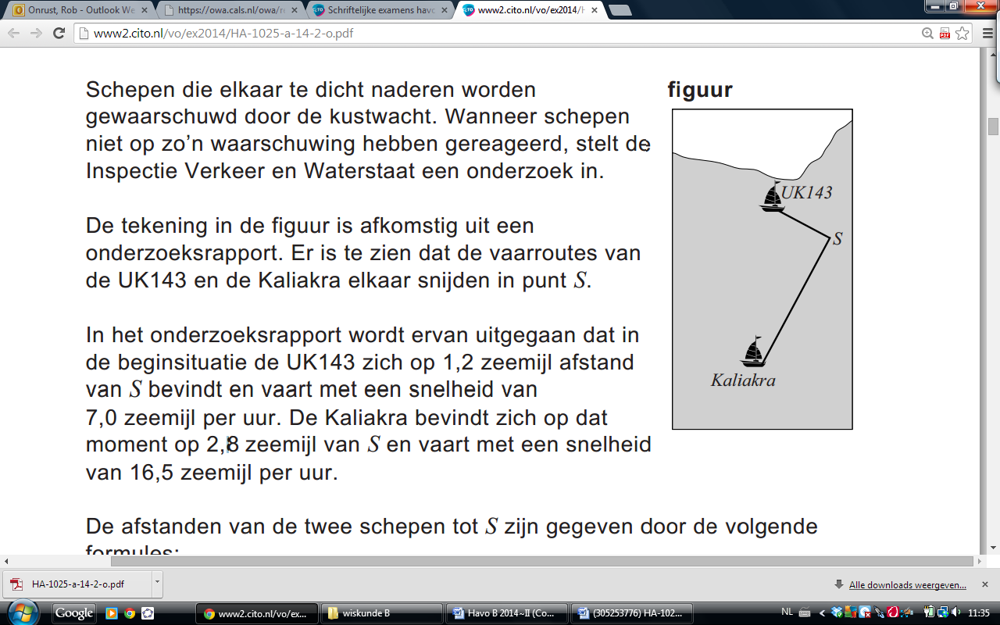 Onrust, Rob - Outlook We
https://owa.cals.nl/owa/r
Schriftelijke examens havo
www2.cito.nl/vo/ex2014/H
www2.cito.nl/vo/ex2014/HA-1025-a-14-2-o.pdf
Schepen die elkaar te dicht naderen worden
gewaarschuwd door de kustwacht. Wanneer schepen
niet op zo’n waarschuwing hebben gereageerd, stelt de
Inspectie Verkeer en Waterstaat een onderzoek in.
De tekening in de figuur is afkomstig uit een
onderzoeksrapport. Er is te zien dat de vaarroutes van
de UK143 en de Kaliakra elkaar snijden in punt S.
In het onderzoeksrapport wordt ervan uitgegaan dat in
de beginsituatie de UK143 zich op 1,2 zeemijl afstand
van S bevindt en vaart met een snelheid van
7,0 zeemijl per uur. De Kaliakra bevindt zich op dat
moment op 2,8 zeemijl van S en vaart met een snelheid
van 16,5 zeemijl per uur.
figuur
UK143
S
Kaliakra
De afstanden van de twee schepen tot S zijn gegeven door de volgende
formules:
HA-1025-a-14-2-o.pdf
Alle downloads weergeven...
Google
www2.cito.nl/vo/ex...
wiskunde B
Havo B 2014~II (Co...
(305253776) HA-102...
NL
11:35